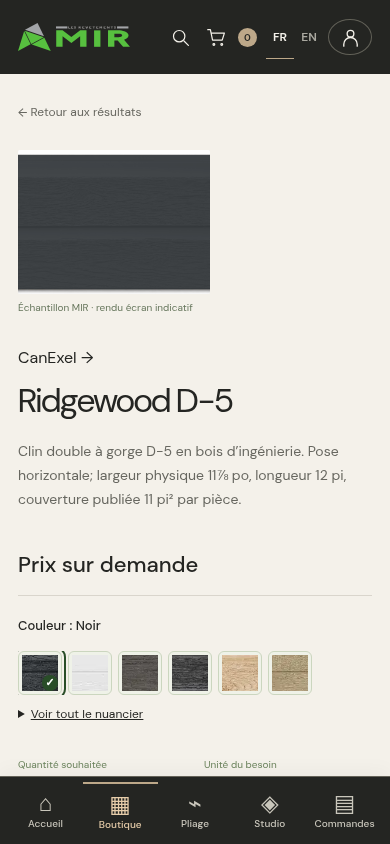 LES REVÊTEMENTS
MIR
0
FR
EN
← Retour aux résultats
Échantillon MIR · rendu écran indicatif
CanExel →
Ridgewood D-5
Clin double à gorge D-5 en bois d’ingénierie. Pose
horizontale; largeur physique 11⅞ po, longueur 12 pi,
couverture publiée 11 pi² par pièce.
Prix sur demande
Couleur : Noir
Voir tout le nuancier
Quantité souhaitée
Unité du besoin
Accueil
Boutique
Pliage
Studio
Commandes